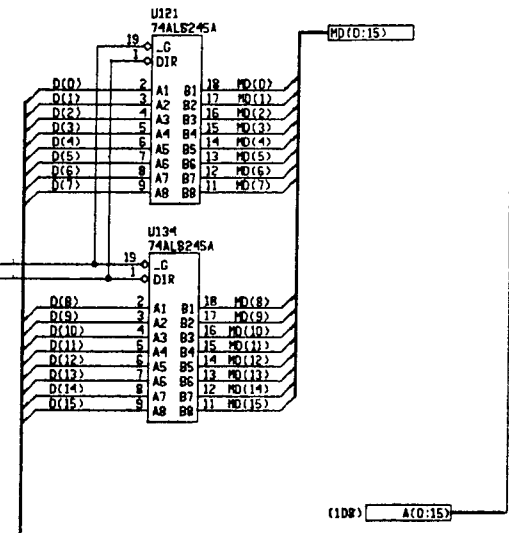 U121
74ALS245A
MD(0:15)
19 _G
1 DIR
D(0) 2 A1 B1 18 MD(0)
D(1) 3 A2 B2 17 MD(1)
D(2) 4 A3 B3 16 MD(2)
D(3) 5 A4 B4 15 MD(3)
D(4) 6 A5 B5 14 MD(4)
D(5) 7 A6 B6 13 MD(5)
D(6) 8 A7 B7 12 MD(6)
D(7) 9 A8 B8 11 MD(7)
U134
74ALS245A
19 _G
1 DIR
D(8) 2 A1 B1 18 MD(8)
D(9) 3 A2 B2 17 MD(9)
D(10) 4 A3 B3 16 MD(10)
D(11) 5 A4 B4 15 MD(11)
D(12) 6 A5 B5 14 MD(12)
D(13) 7 A6 B6 13 MD(13)
D(14) 8 A7 B7 12 MD(14)
D(15) 9 A8 B8 11 MD(15)
(1D8) A(0:15)